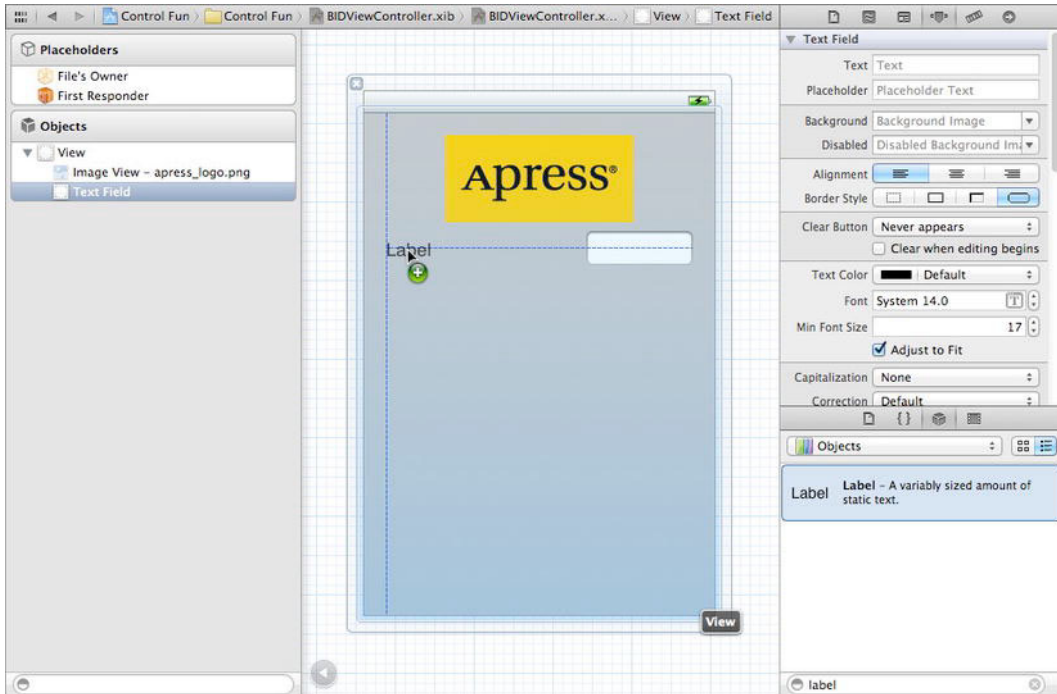 Control Fun
Control Fun
BIDViewController.xib
BIDViewController.x...
View
Text Field
Placeholders
File's Owner
First Responder
Objects
View
Image View – apress_logo.png
Text Field
Apress®
Label
View
Text Field
Text Text
Placeholder Placeholder Text
Background Background Image
Disabled Disabled Background Im
Alignment
Border Style
Clear Button Never appears
Clear when editing begins
Text Color Default
Font System 14.0 T
Min Font Size 17
Adjust to Fit
Capitalization None
Correction Default
{}
Objects
Label
Label – A variably sized amount of
static text.
label